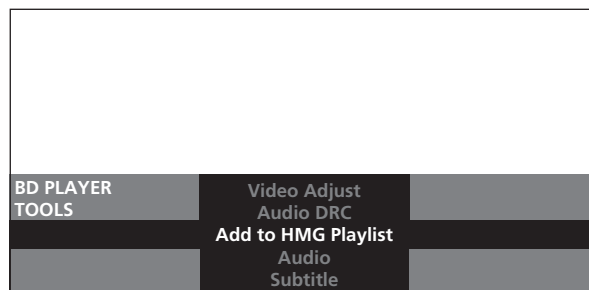 BD PLAYER
TOOLS
Video Adjust
Audio DRC
Add to HMG Playlist
Audio
Subtitle